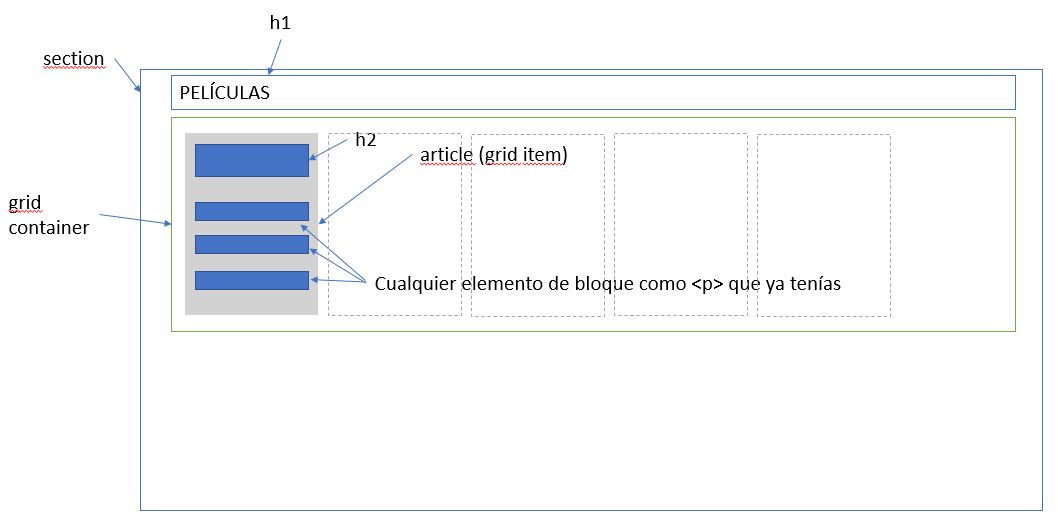 h1
section
PELÍCULAS
h2
article (grid item)
grid
container
Cualquier elemento de bloque como <p> que ya tenías